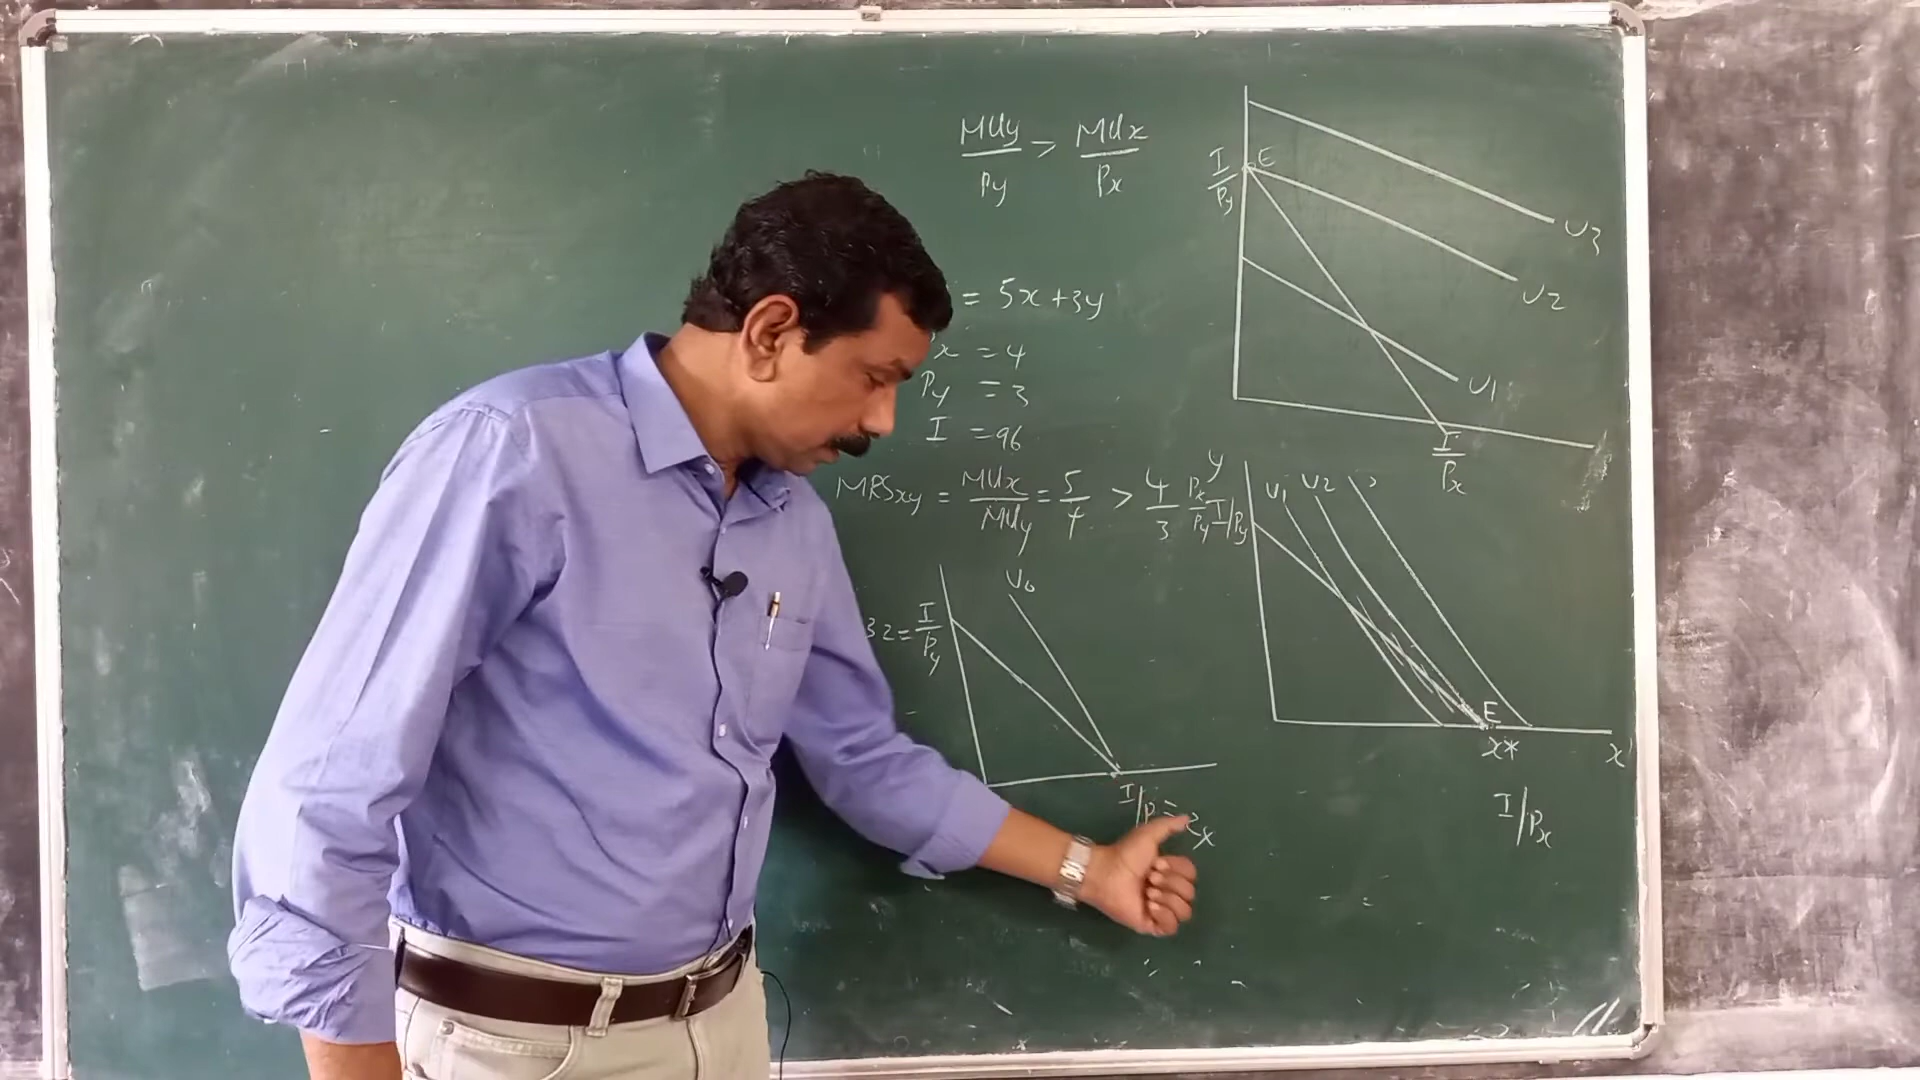 MUy/Py > MUx/Px
= 5x + 3y
x = 4
Py = 3
I = 96
MRSxy = MUx/MUy = 5/4 > 4/3 Px/Py
U0
32 = I/Py
x
I/Py E
U3
U2
U1
I/Px
y
U1 U2
I/Py
E
x* x
I/Px